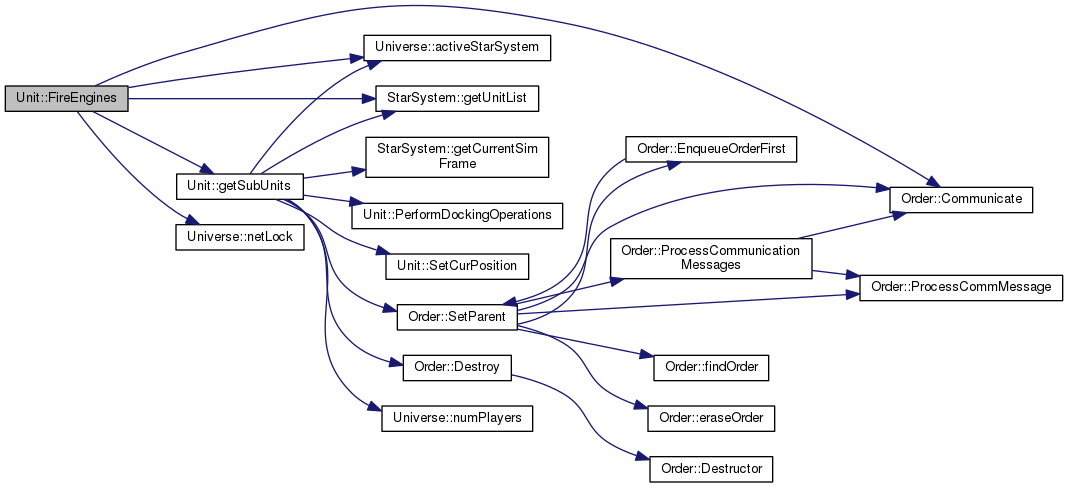 Unit::FireEngines
Universe::activeStarSystem
StarSystem::getUnitList
StarSystem::getCurrentSim
Frame
Unit::getSubUnits
Unit::PerformDockingOperations
Universe::netLock
Unit::SetCurPosition
Order::SetParent
Order::Destroy
Universe::numPlayers
Order::EnqueueOrderFirst
Order::ProcessCommunication
Messages
Order::findOrder
Order::eraseOrder
Order::Destructor
Order::Communicate
Order::ProcessCommMessage